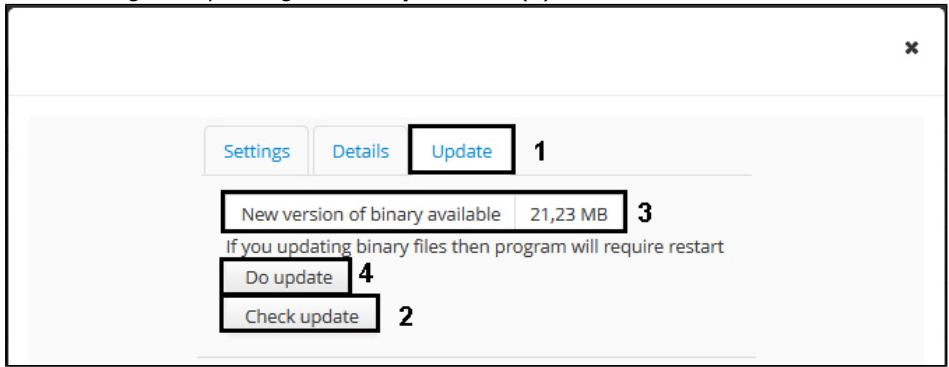 Settings Details Update 1
New version of binary available 21,23 MB 3
If you updating binary files then program will require restart
Do update 4
Check update 2